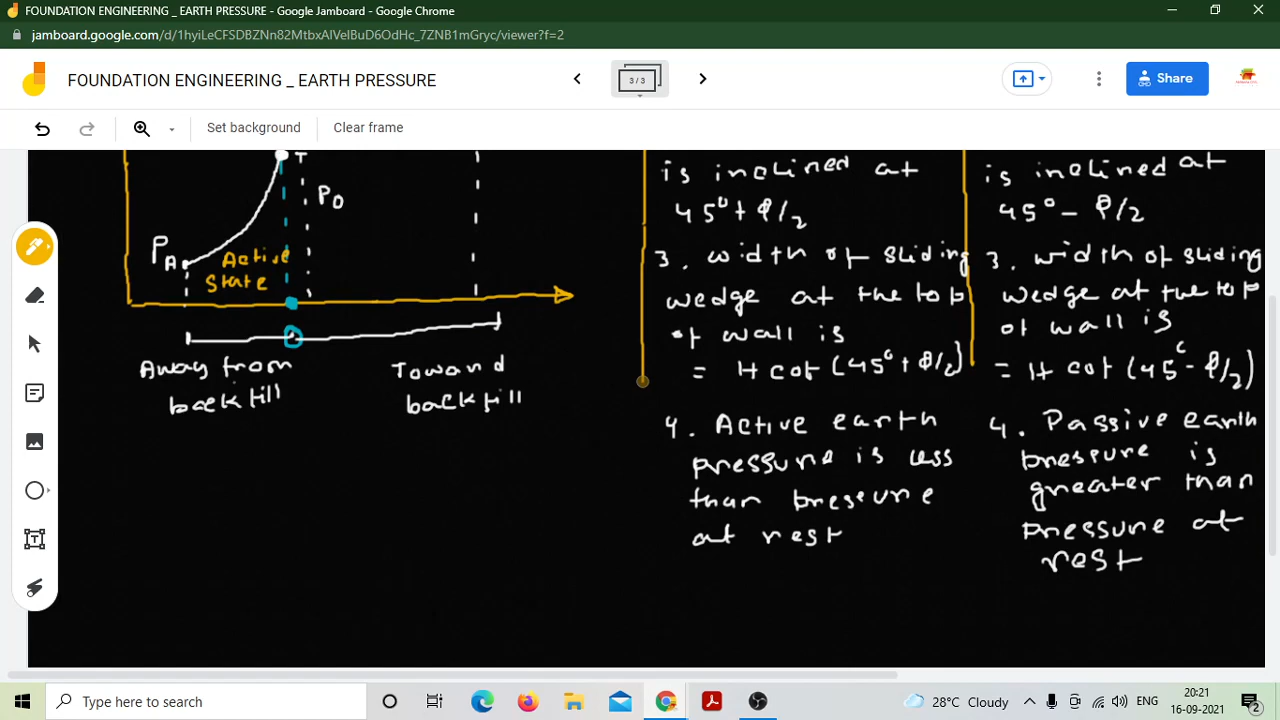 FOUNDATION ENGINEERING _ EARTH PRESSURE - Google Jamboard - Google Chrome
jamboard.google.com/d/1hyiLeCFSDBZNn82MtbxAIVelBuD6OdHc_7ZNB1mGryc/viewer?f=2
FOUNDATION ENGINEERING _ EARTH PRESSURE
3 / 3
Share
Set background
Clear frame
T
P0
PA
Active
State
Away from
backfill
Toward
backfill
is inclined at
45° + φ/2
3. width of sliding
wedge at the top
of wall is
= H cot (45° + φ/2)
4. Active earth
pressure is less
than pressure
at rest
is inclined at
45° - φ/2
3. width of sliding
wedge at the top
of wall is
= H cot (45° - φ/2)
4. Passive earth
pressure is
greater than
pressure at
rest
Type here to search
28°C Cloudy
ENG
20:21
16-09-2021
2